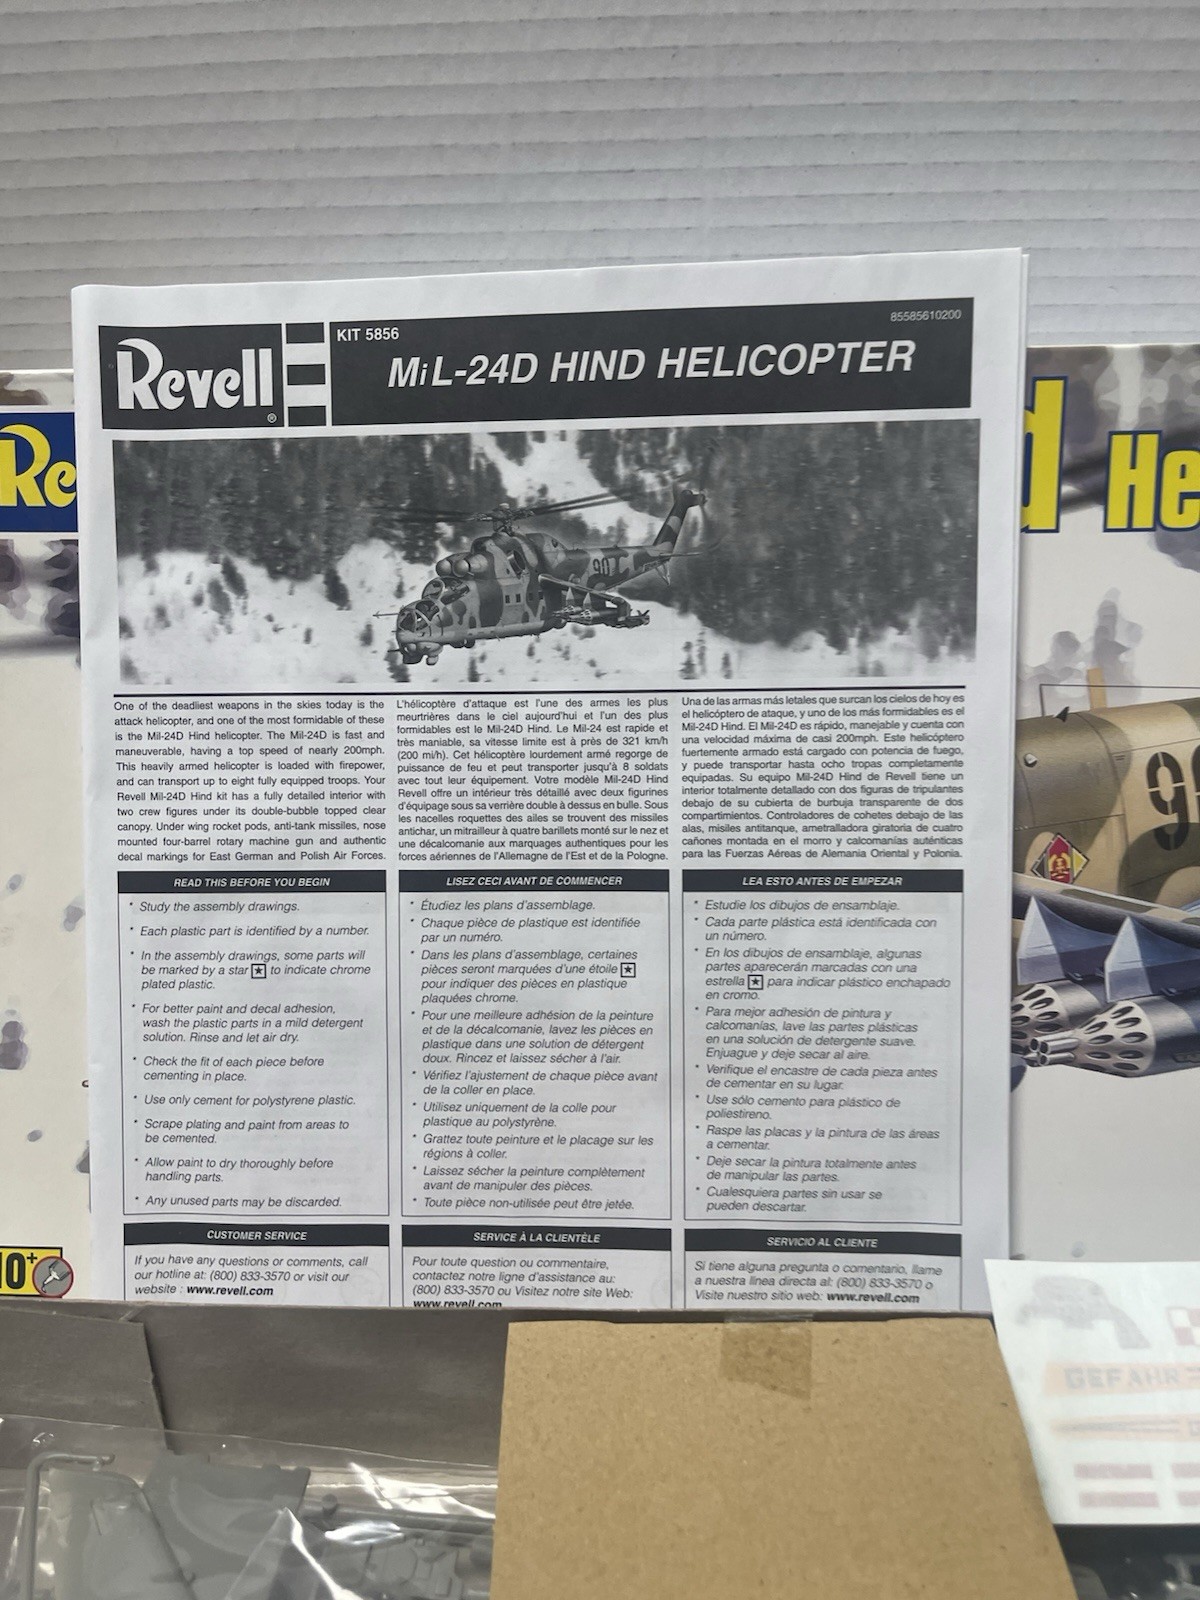 Revell
®
KIT 5856
85585610200
MiL-24D HIND HELICOPTER
Re
d He
90
90
One of the deadliest weapons in the skies today is the
attack helicopter, and one of the most formidable of these
is the Mil-24D Hind helicopter. The Mil-24D is fast and
maneuverable, having a top speed of nearly 200mph.
This heavily armed helicopter is loaded with firepower,
and can transport up to eight fully equipped troops. Your
Revell Mil-24D Hind kit has a fully detailed interior with
two crew figures under its double-bubble topped clear
canopy. Under wing rocket pods, anti-tank missiles, nose
mounted four-barrel rotary machine gun and authentic
decal markings for East German and Polish Air Forces.
L'hélicoptère d'attaque est l'une des armes les plus
meurtrières dans le ciel aujourd'hui et l'un des plus
formidables est le Mil-24D Hind. Le Mil-24 est rapide et
très maniable, sa vitesse limite est à près de 321 km/h
(200 mi/h). Cet hélicoptère lourdement armé regorge de
puissance de feu et peut transporter jusqu'à 8 soldats
avec tout leur équipement. Votre modèle Mil-24D Hind
Revell offre un intérieur très détaillé avec deux figurines
d'équipage sous sa verrière double à dessus en bulle. Sous
les nacelles roquettes des ailes se trouvent des missiles
antichar, un mitrailleur à quatre barillets monté sur le nez et
une décalcomanie aux marquages authentiques pour les
forces aériennes de l'Allemagne de l'Est et de la Pologne.
Una de las armas más letales que surcan los cielos de hoy es
el helicóptero de ataque, y uno de los más formidables es el
Mil-24D Hind. El Mil-24D es rápido, manejable y cuenta con
una velocidad máxima de casi 200mph. Este helicóptero
fuertemente armado está cargado con potencia de fuego,
y puede transportar hasta ocho tropas completamente
equipadas. Su equipo Mil-24D Hind de Revell tiene un
interior totalmente detallado con dos figuras de tripulantes
debajo de su cubierta de burbuja transparente de dos
compartimientos. Controladores de cohetes debajo de las
alas, misiles antitanque, ametralladora giratoria de cuatro
cañones montada en el morro y calcomanías auténticas
para las Fuerzas Aéreas de Alemania Oriental y Polonia.
READ THIS BEFORE YOU BEGIN
* Study the assembly drawings.
* Each plastic part is identified by a number.
* In the assembly drawings, some parts will
be marked by a star ★ to indicate chrome
plated plastic.
* For better paint and decal adhesion,
wash the plastic parts in a mild detergent
solution. Rinse and let air dry.
* Check the fit of each piece before
cementing in place.
* Use only cement for polystyrene plastic.
* Scrape plating and paint from areas to
be cemented.
* Allow paint to dry thoroughly before
handling parts.
* Any unused parts may be discarded.
LISEZ CECI AVANT DE COMMENCER
* Étudiez les plans d'assemblage.
* Chaque pièce de plastique est identifiée
par un numéro.
* Dans les plans d'assemblage, certaines
pièces seront marquées d'une étoile ★
pour indiquer des pièces en plastique
plaquées chrome.
* Pour une meilleure adhésion de la peinture
et de la décalcomanie, lavez les pièces en
plastique dans une solution de détergent
doux. Rincez et laissez sécher à l'air.
* Vérifiez l'ajustement de chaque pièce avant
de la coller en place.
* Utilisez uniquement de la colle pour
plastique au polystyrène.
* Grattez toute peinture et le placage sur les
régions à coller.
* Laissez sécher la peinture complètement
avant de manipuler des pièces.
* Toute pièce non-utilisée peut être jetée.
LEA ESTO ANTES DE EMPEZAR
* Estudie los dibujos de ensamblaje.
* Cada parte plástica está identificada con
un número.
* En los dibujos de ensamblaje, algunas
partes aparecerán marcadas con una
estrella ★ para indicar plástico enchapado
en cromo.
* Para mejor adhesión de pintura y
calcomanías, lave las partes plásticas
en una solución de detergente suave.
Enjuague y deje secar al aire.
* Verifique el encastre de cada pieza antes
de cementar en su lugar.
* Use sólo cemento para plástico de
poliestireno.
* Raspe las placas y la pintura de las áreas
a cementar.
* Deje secar la pintura totalmente antes
de manipular las partes.
* Cualesquiera partes sin usar se
pueden descartar.
CUSTOMER SERVICE
If you have any questions or comments, call
our hotline at: (800) 833-3570 or visit our
website : www.revell.com
SERVICE À LA CLIENTÈLE
Pour toute question ou commentaire,
contactez notre ligne d'assistance au:
(800) 833-3570 ou Visitez notre site Web:
www.revell.com
SERVICIO AL CLIENTE
Si tiene alguna pregunta o comentario, llame
a nuestra línea directa al: (800) 833-3570 o
Visite nuestro sitio web: www.revell.com
10+
GEFAHR